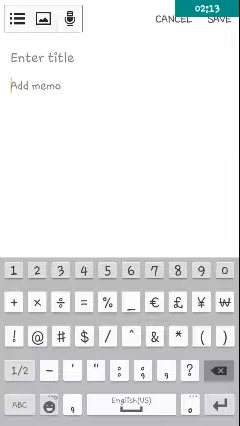 02:13
CANCEL SAVE
Enter title
Add memo
1 2 3 4 5 6 7 8 9 0
+ × ÷ = % _ € £ ¥ ₩
! @ # $ / ^ & * ( )
1/2 - ' " : ; , ?
ABC , English(US) .